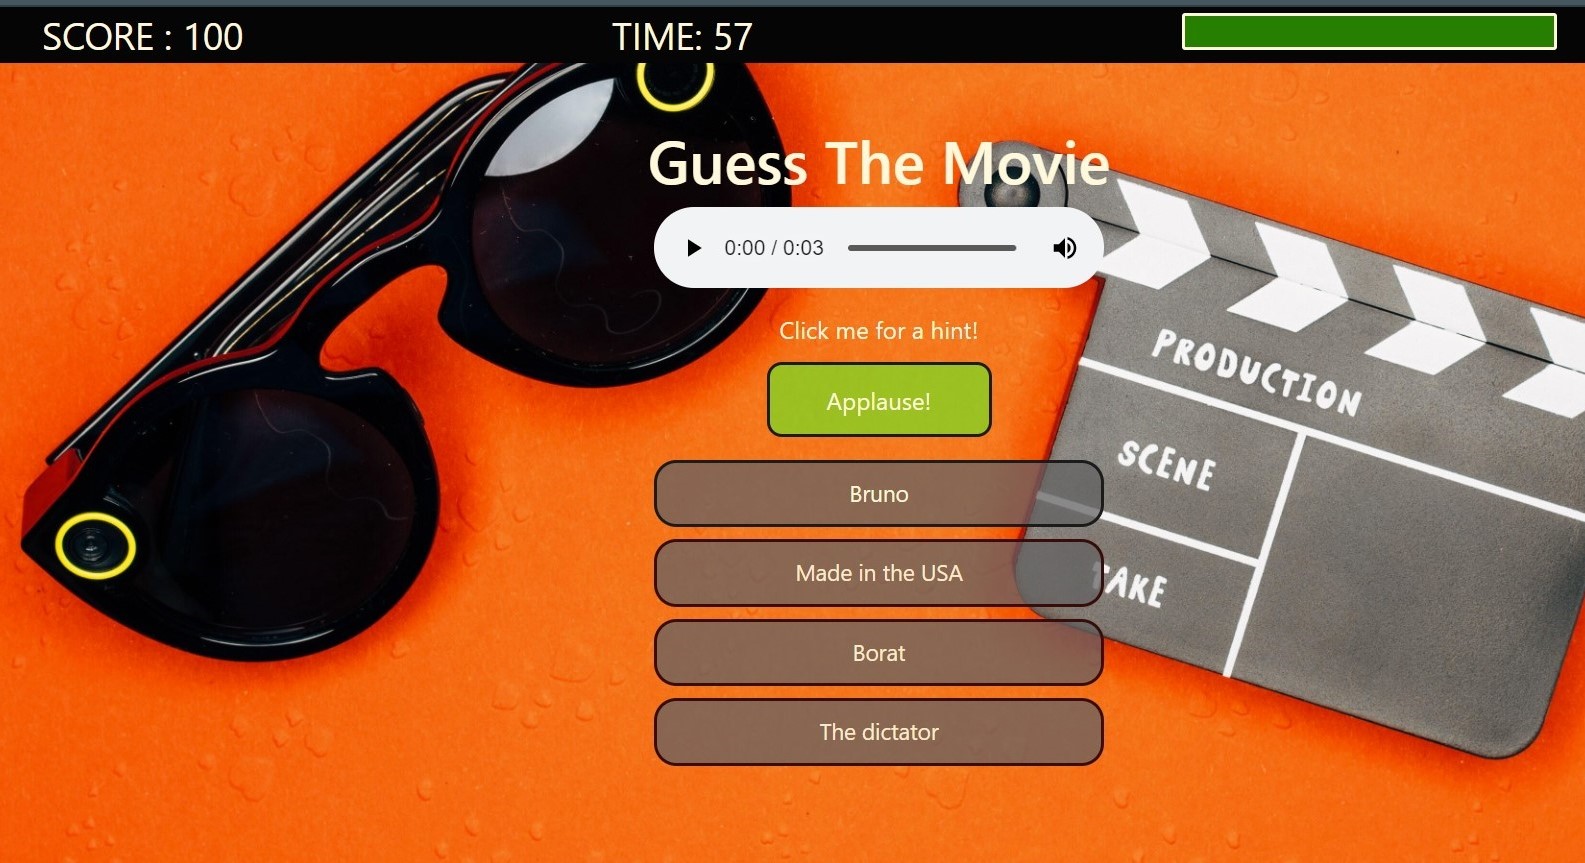 SCORE : 100
TIME: 57
Guess The Movie
0:00 / 0:03
Click me for a hint!
Applause!
Bruno
Made in the USA
Borat
The dictator
PRODUCTION
SCENE
TAKE